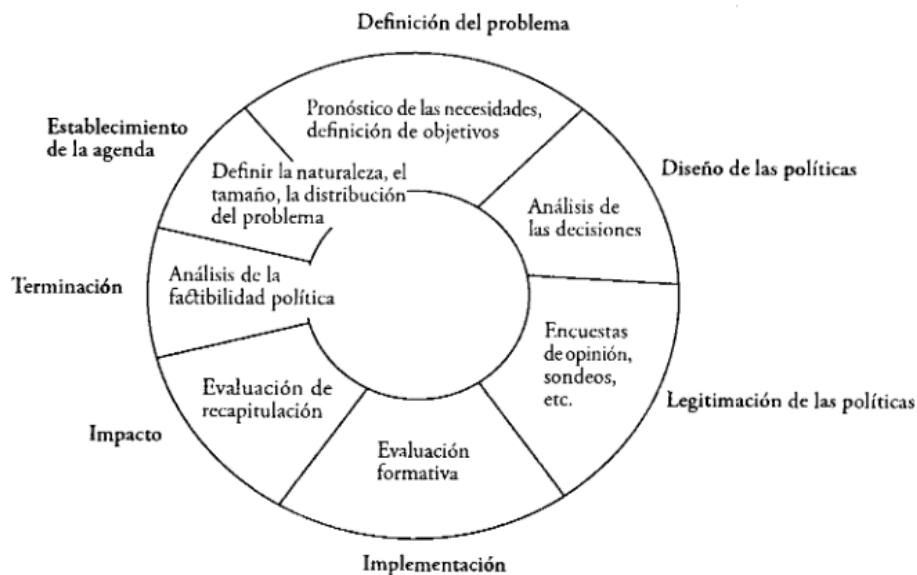 Definición del problema
Pronóstico de las necesidades,
definición de objetivos
Establecimiento
de la agenda
Definir la naturaleza, el
tamaño, la distribución
del problema
Diseño de las políticas
Análisis de
las decisiones
Terminación
Análisis de la
factibilidad política
Encuestas
de opinión,
sondeos,
etc.
Legitimación de las políticas
Evaluación de
recapitulación
Impacto
Evaluación
formativa
Implementación